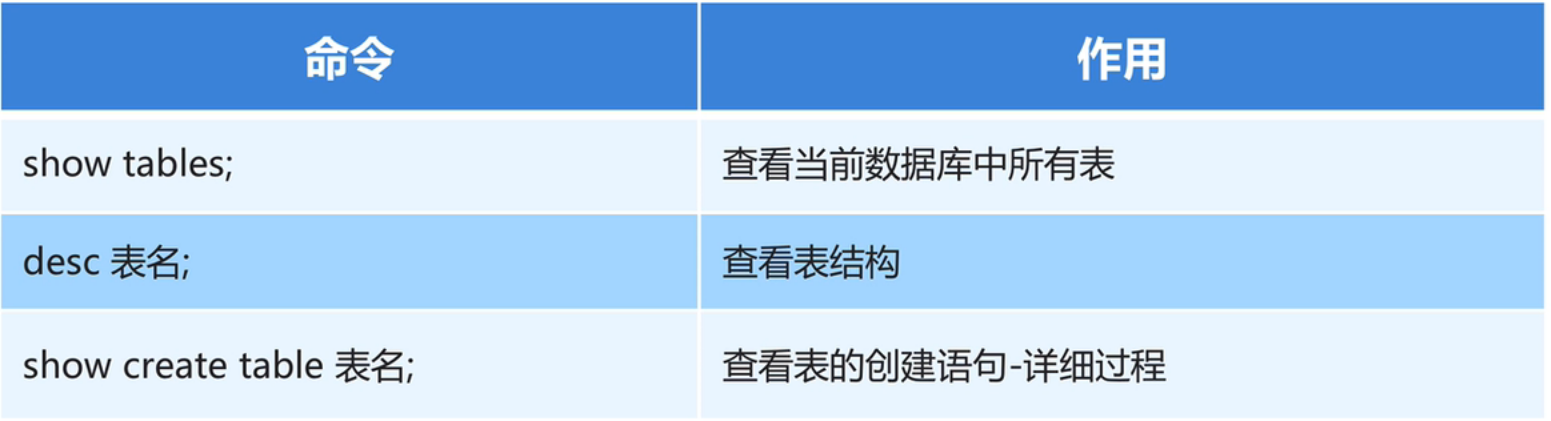 命令 作用
show tables; 查看当前数据库中所有表
desc 表名; 查看表结构
show create table 表名; 查看表的创建语句-详细过程